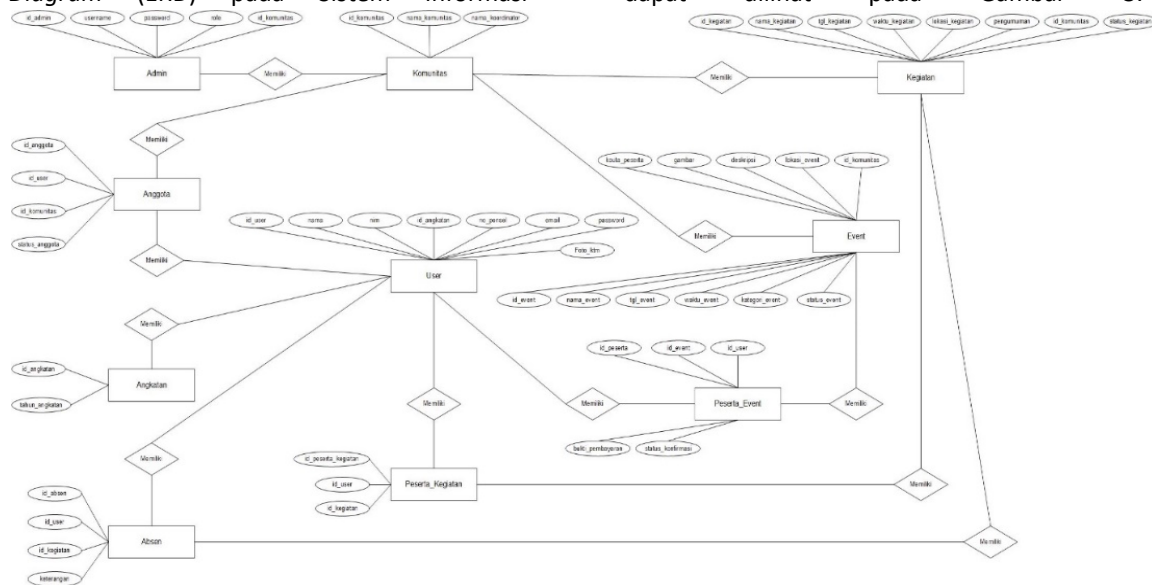 Diagram (ERD) pada Sistem Informasi dapat dilihat pada Gambar 3.
id_admin username password role id_komunitas
id_komunitas nama_komunitas nama_koordinator
id_kegiatan nama_kegiatan tgl_kegiatan waktu_kegiatan lokasi_kegiatan pengumuman id_komunitas status_kegiatan
Admin Memiliki Komunitas Memiliki Kegiatan
Memiliki
id_anggota
id_user
id_komunitas
status_anggota
Anggota
Memiliki
kouta_peserta gambar deskripsi lokasi_event id_komunitas
Memiliki Event
id_event nama_event tgl_event waktu_event kategori_event status_event
id_user nama nim id_angkatan no_ponsel email password
Foto_ktm
User
Memiliki
id_angkatan
tahun_angkatan
Angkatan
id_peserta id_event id_user
Memiliki Peserta_Event Memiliki
bukti_pembayaran status_konfirmasi
Memiliki
Memiliki
id_peserta_kegiatan
id_user
id_kegiatan
Peserta_Kegiatan Memiliki
id_absen
id_user
id_kegiatan
keterangan
Absen Memiliki